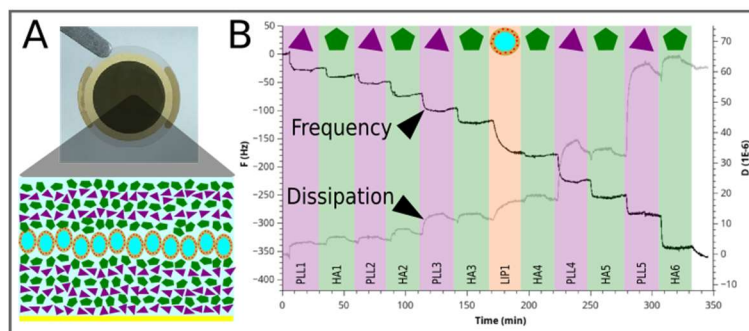 A
B
50
0
−50
−100
−150
−200
−250
−300
−350
−400
F (Hz)
Frequency
Dissipation
70
60
50
40
30
20
10
0
−10
D (1E-6)
PLL1
HA1
PLL2
HA2
PLL3
HA3
LIP1
HA4
PLL4
HA5
PLL5
HA6
0
50
100
150
200
250
300
350
Time (min)